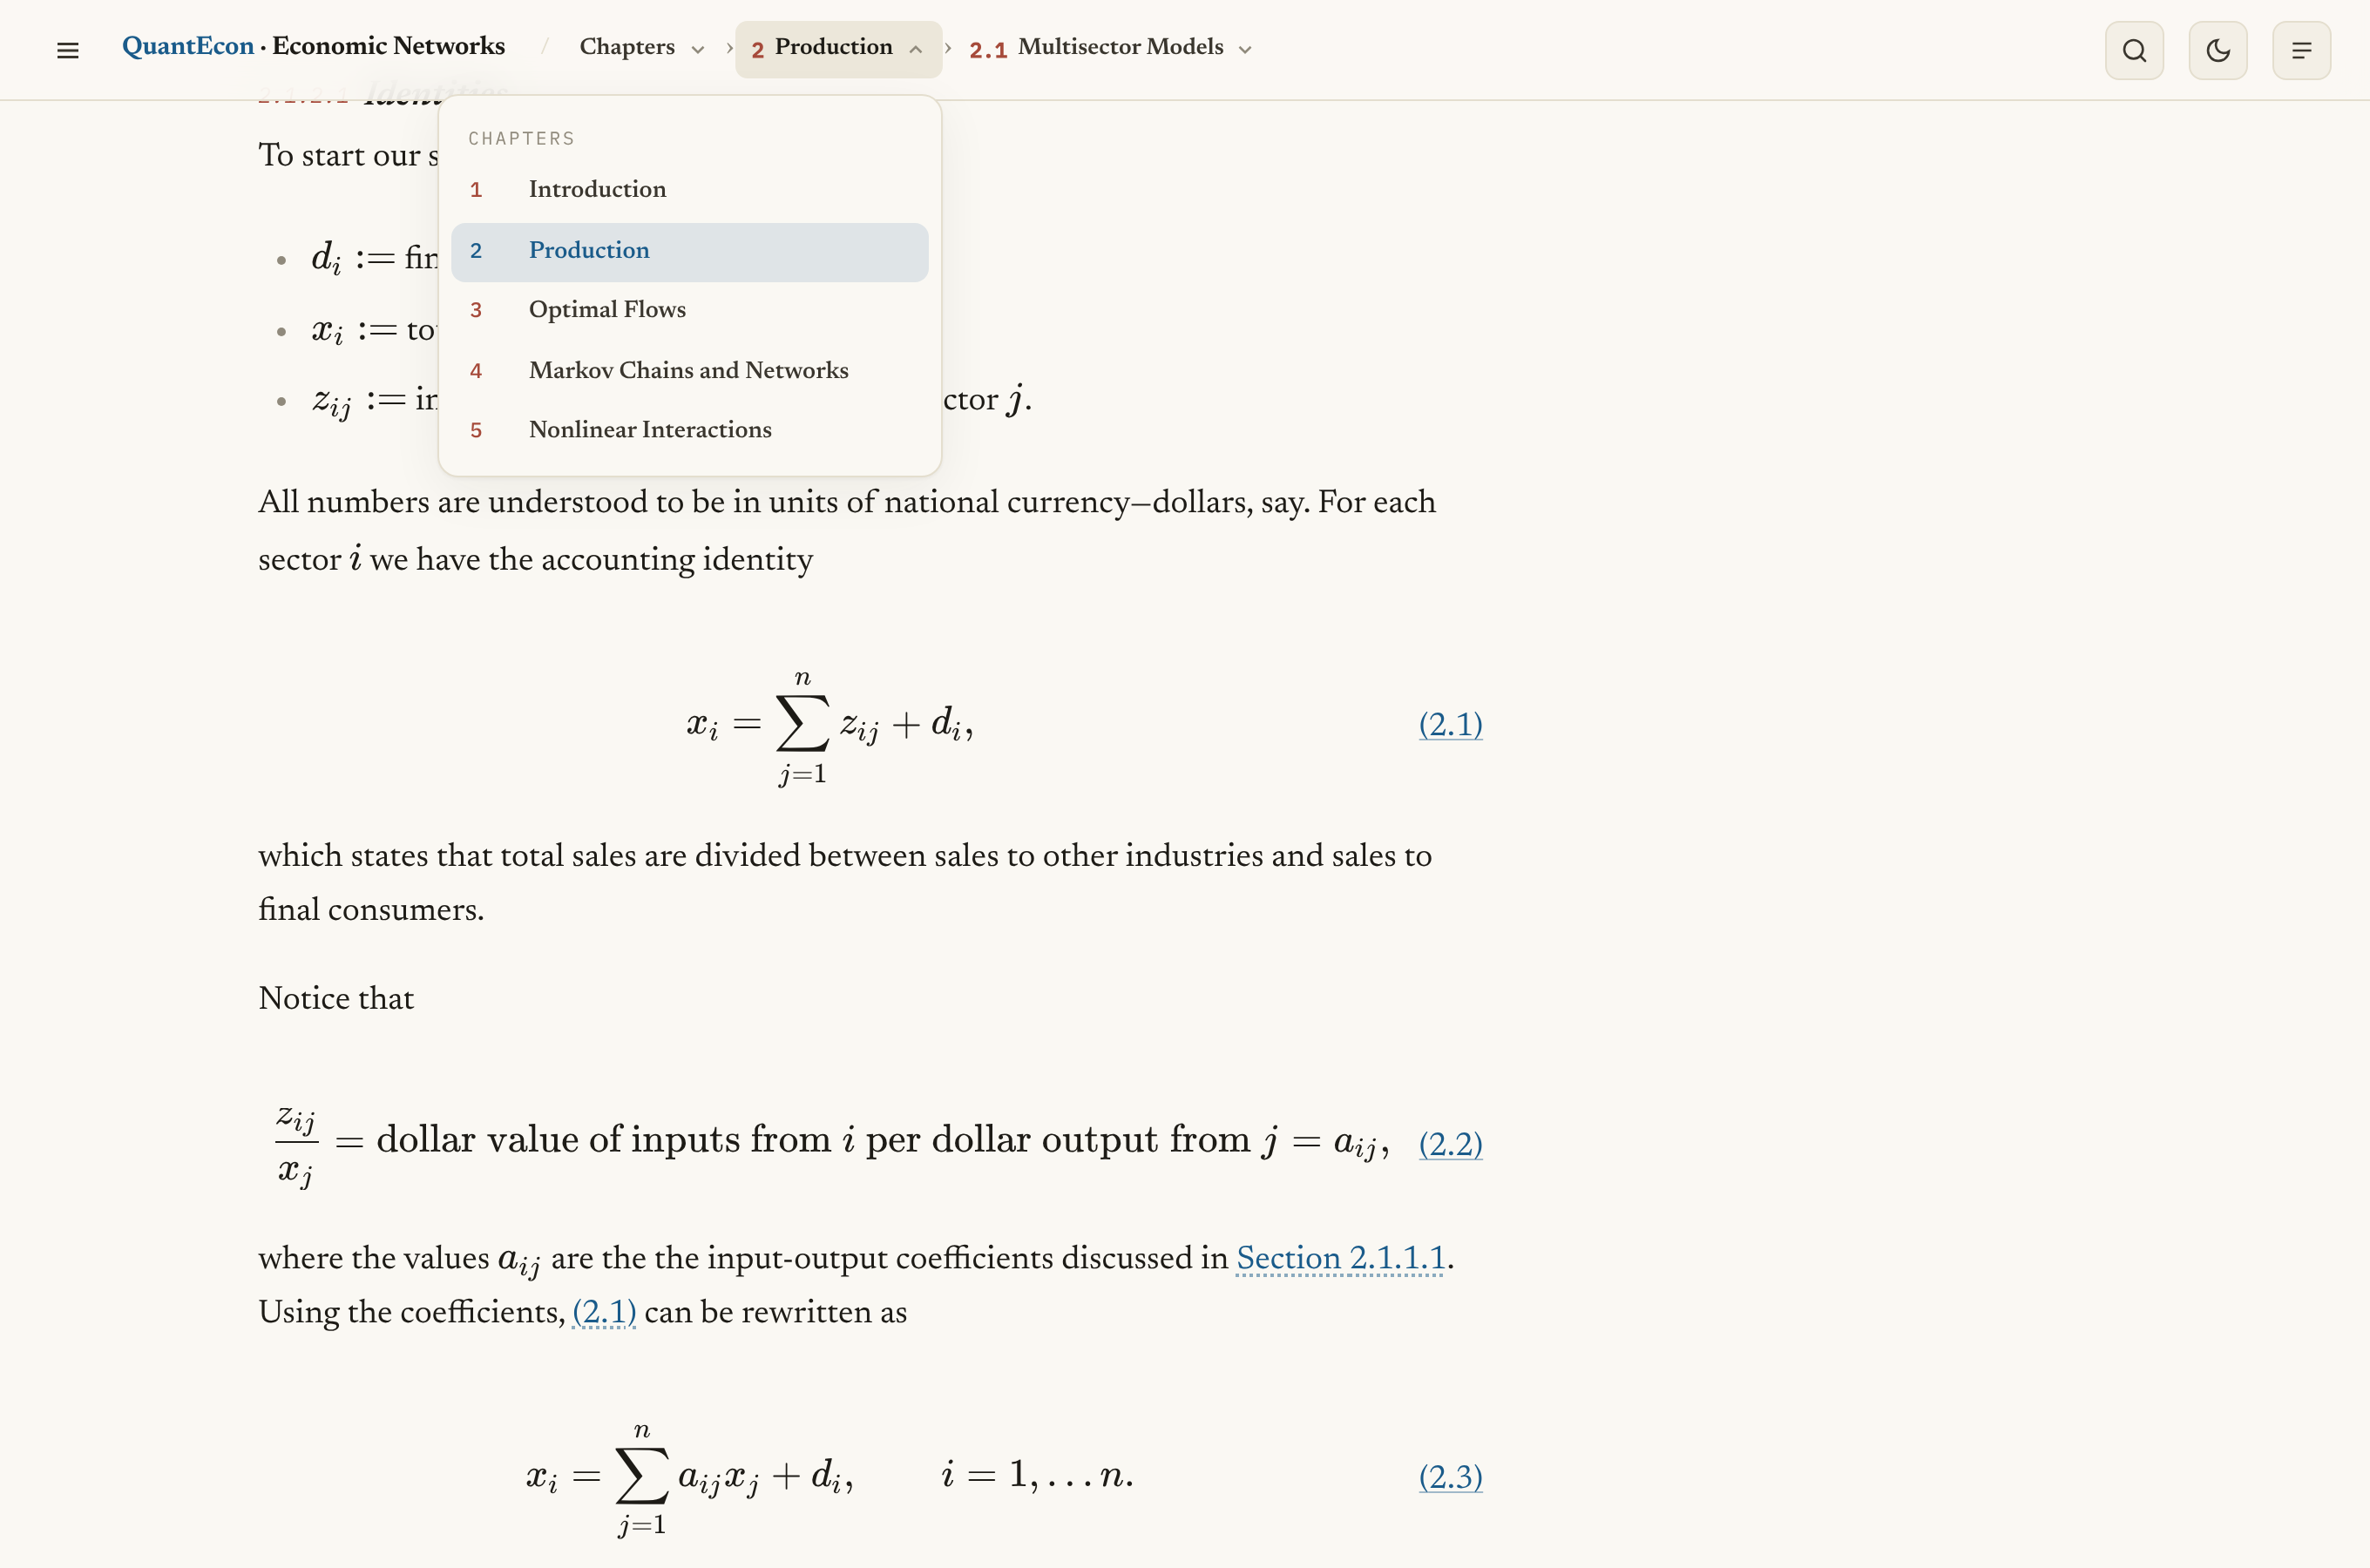 QuantEcon · Economic Networks / Chapters › 2 Production › 2.1 Multisector Models
2.1.2.1 Identities
CHAPTERS
1 Introduction
2 Production
3 Optimal Flows
4 Markov Chains and Networks
5 Nonlinear Interactions
To start our s
• d_i := fin
• x_i := to
• z_ij := in ctor j.
All numbers are understood to be in units of national currency—dollars, say. For each
sector i we have the accounting identity
x_i = ∑_{j=1}^{n} z_ij + d_i, (2.1)
which states that total sales are divided between sales to other industries and sales to
final consumers.
Notice that
z_ij / x_j = dollar value of inputs from i per dollar output from j = a_ij, (2.2)
where the values a_ij are the the input-output coefficients discussed in Section 2.1.1.1.
Using the coefficients, (2.1) can be rewritten as
x_i = ∑_{j=1}^{n} a_ij x_j + d_i, i = 1, … n. (2.3)